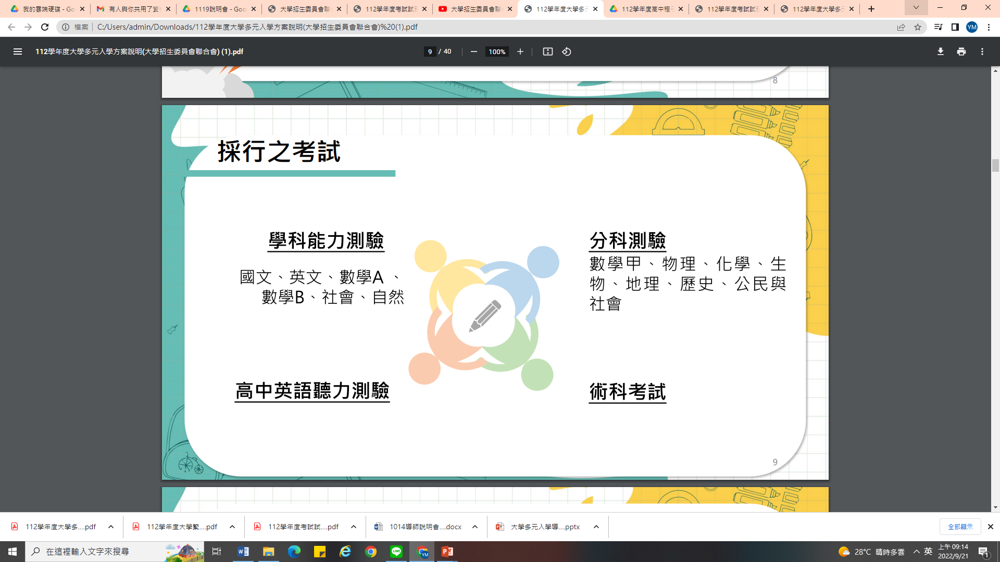 我的雲端硬碟 - Go
有人與你共用了資
1119說明會 - Goo
大學招生委員會聯
112學年度考試試
大學招生委員會聯
112學年度大學多元
112學年度高中種子
112學年度考試試
112學年度大學多元
檔案
C:/Users/admin/Downloads/112學年度大學多元入學方案說明(大學招生委員會聯合會)%20(1).pdf
YM
112學年度大學多元入學方案說明(大學招生委員會聯合會) (1).pdf
9 / 40
100%
8
採行之考試
學科能力測驗
國文、英文、數學A 、
數學B、社會、自然
分科測驗
數學甲、物理、化學、生
物、地理、歷史、公民與
社會
高中英語聽力測驗
術科考試
9
112學年度大學多....pdf
112學年度大學繁....pdf
112學年度考試試....pdf
1014導師說明會....docx
大學多元入學導....pptx
全部顯示
在這裡輸入文字來搜尋
28°C 晴時多雲
英
上午 09:14
2022/9/21
1